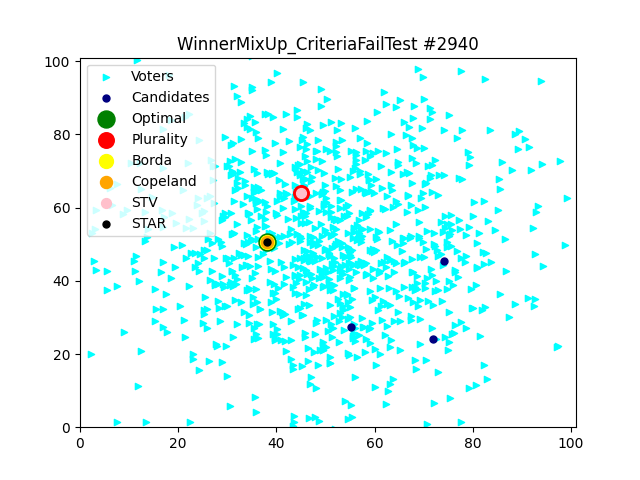 WinnerMixUp_CriteriaFailTest #2940
100
80
60
40
20
0
0
20
40
60
80
100
Voters
Candidates
Optimal
Plurality
Borda
Copeland
STV
STAR